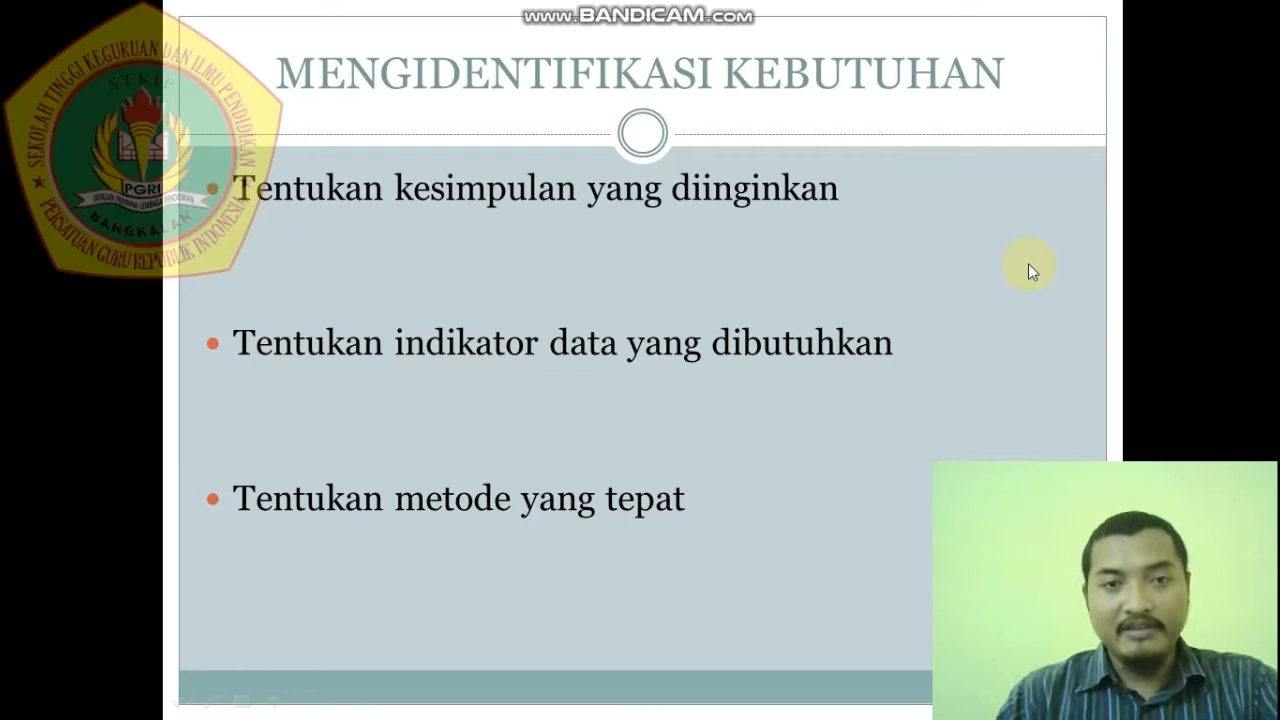 www.BANDICAM.com
MENGIDENTIFIKASI KEBUTUHAN
SEKOLAH TINGGI KEGURUAN DAN ILMU PENDIDIKAN
STKIP
PGRI
BANGKALAN
PERSATUAN GURU REPUBLIK INDONESIA
• Tentukan kesimpulan yang diinginkan
• Tentukan indikator data yang dibutuhkan
• Tentukan metode yang tepat